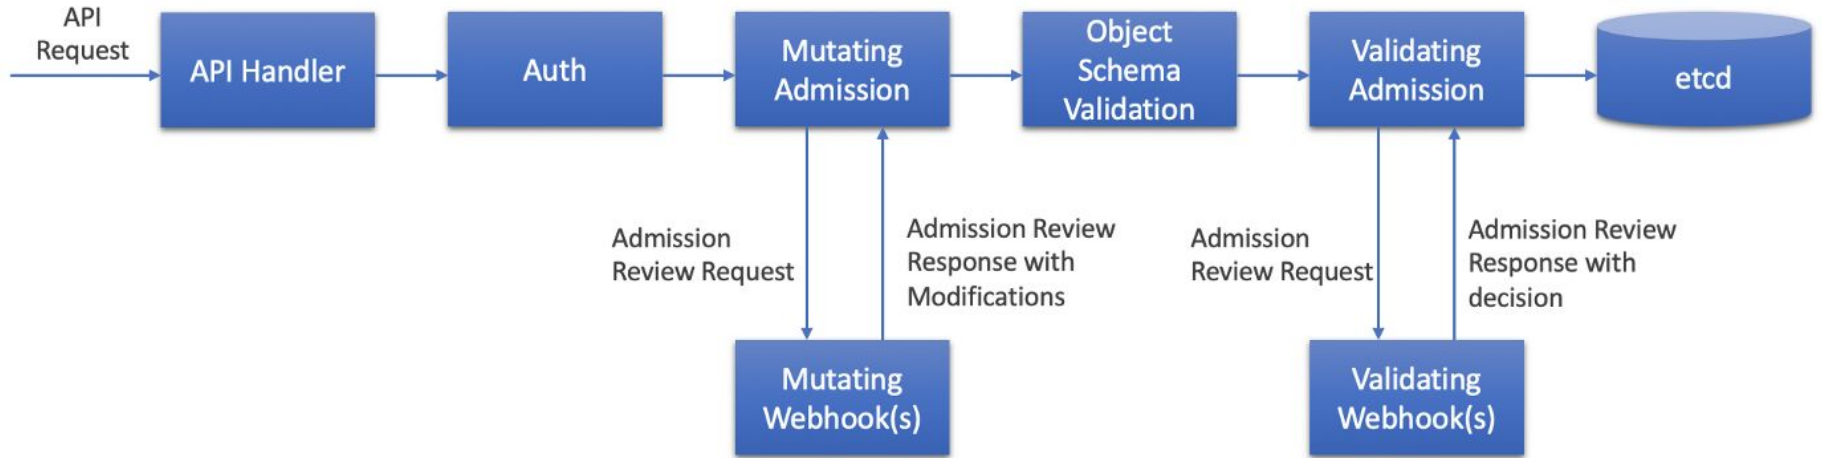 API
Request
API Handler
Auth
Mutating
Admission
Object
Schema
Validation
Validating
Admission
etcd
Admission
Review Request
Admission Review
Response with
Modifications
Admission
Review Request
Admission Review
Response with
decision
Mutating
Webhook(s)
Validating
Webhook(s)